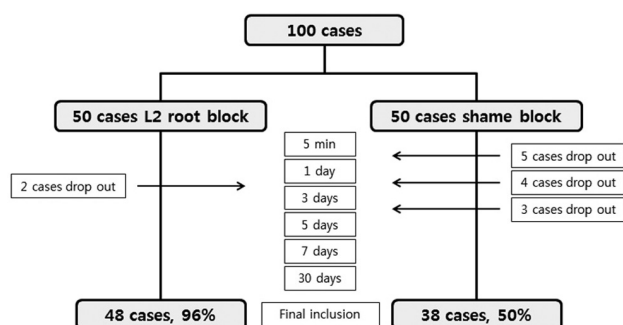 100 cases
50 cases L2 root block
50 cases shame block
5 min
1 day
3 days
5 days
7 days
30 days
2 cases drop out
5 cases drop out
4 cases drop out
3 cases drop out
48 cases, 96%
Final inclusion
38 cases, 50%